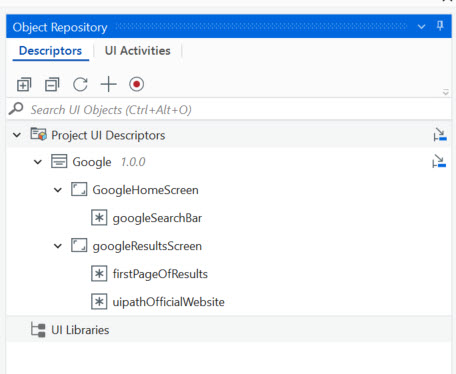 Object Repository
Descriptors UI Activities
Search UI Objects (Ctrl+Alt+O)
Project UI Descriptors
Google 1.0.0
GoogleHomeScreen
googleSearchBar
googleResultsScreen
firstPageOfResults
uipathOfficialWebsite
UI Libraries